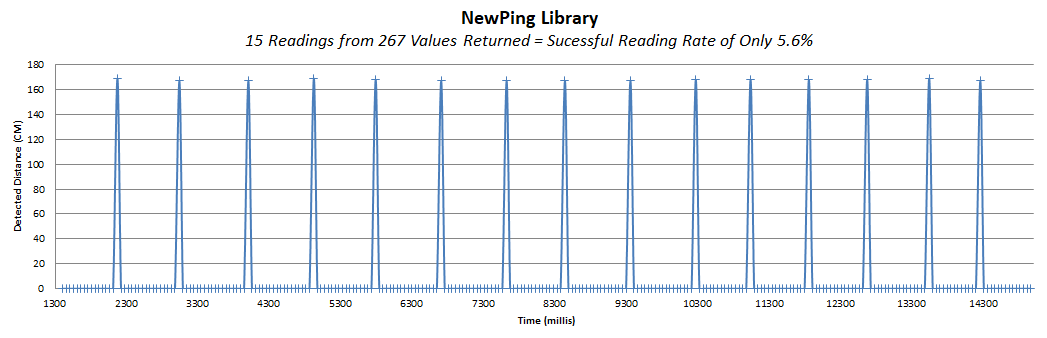 NewPing Library
15 Readings from 267 Values Returned = Sucessful Reading Rate of Only 5.6%
180
160
140
120
100
80
60
40
20
0
Detected Distance (CM)
1300 2300 3300 4300 5300 6300 7300 8300 9300 10300 11300 12300 13300 14300
Time (millis)